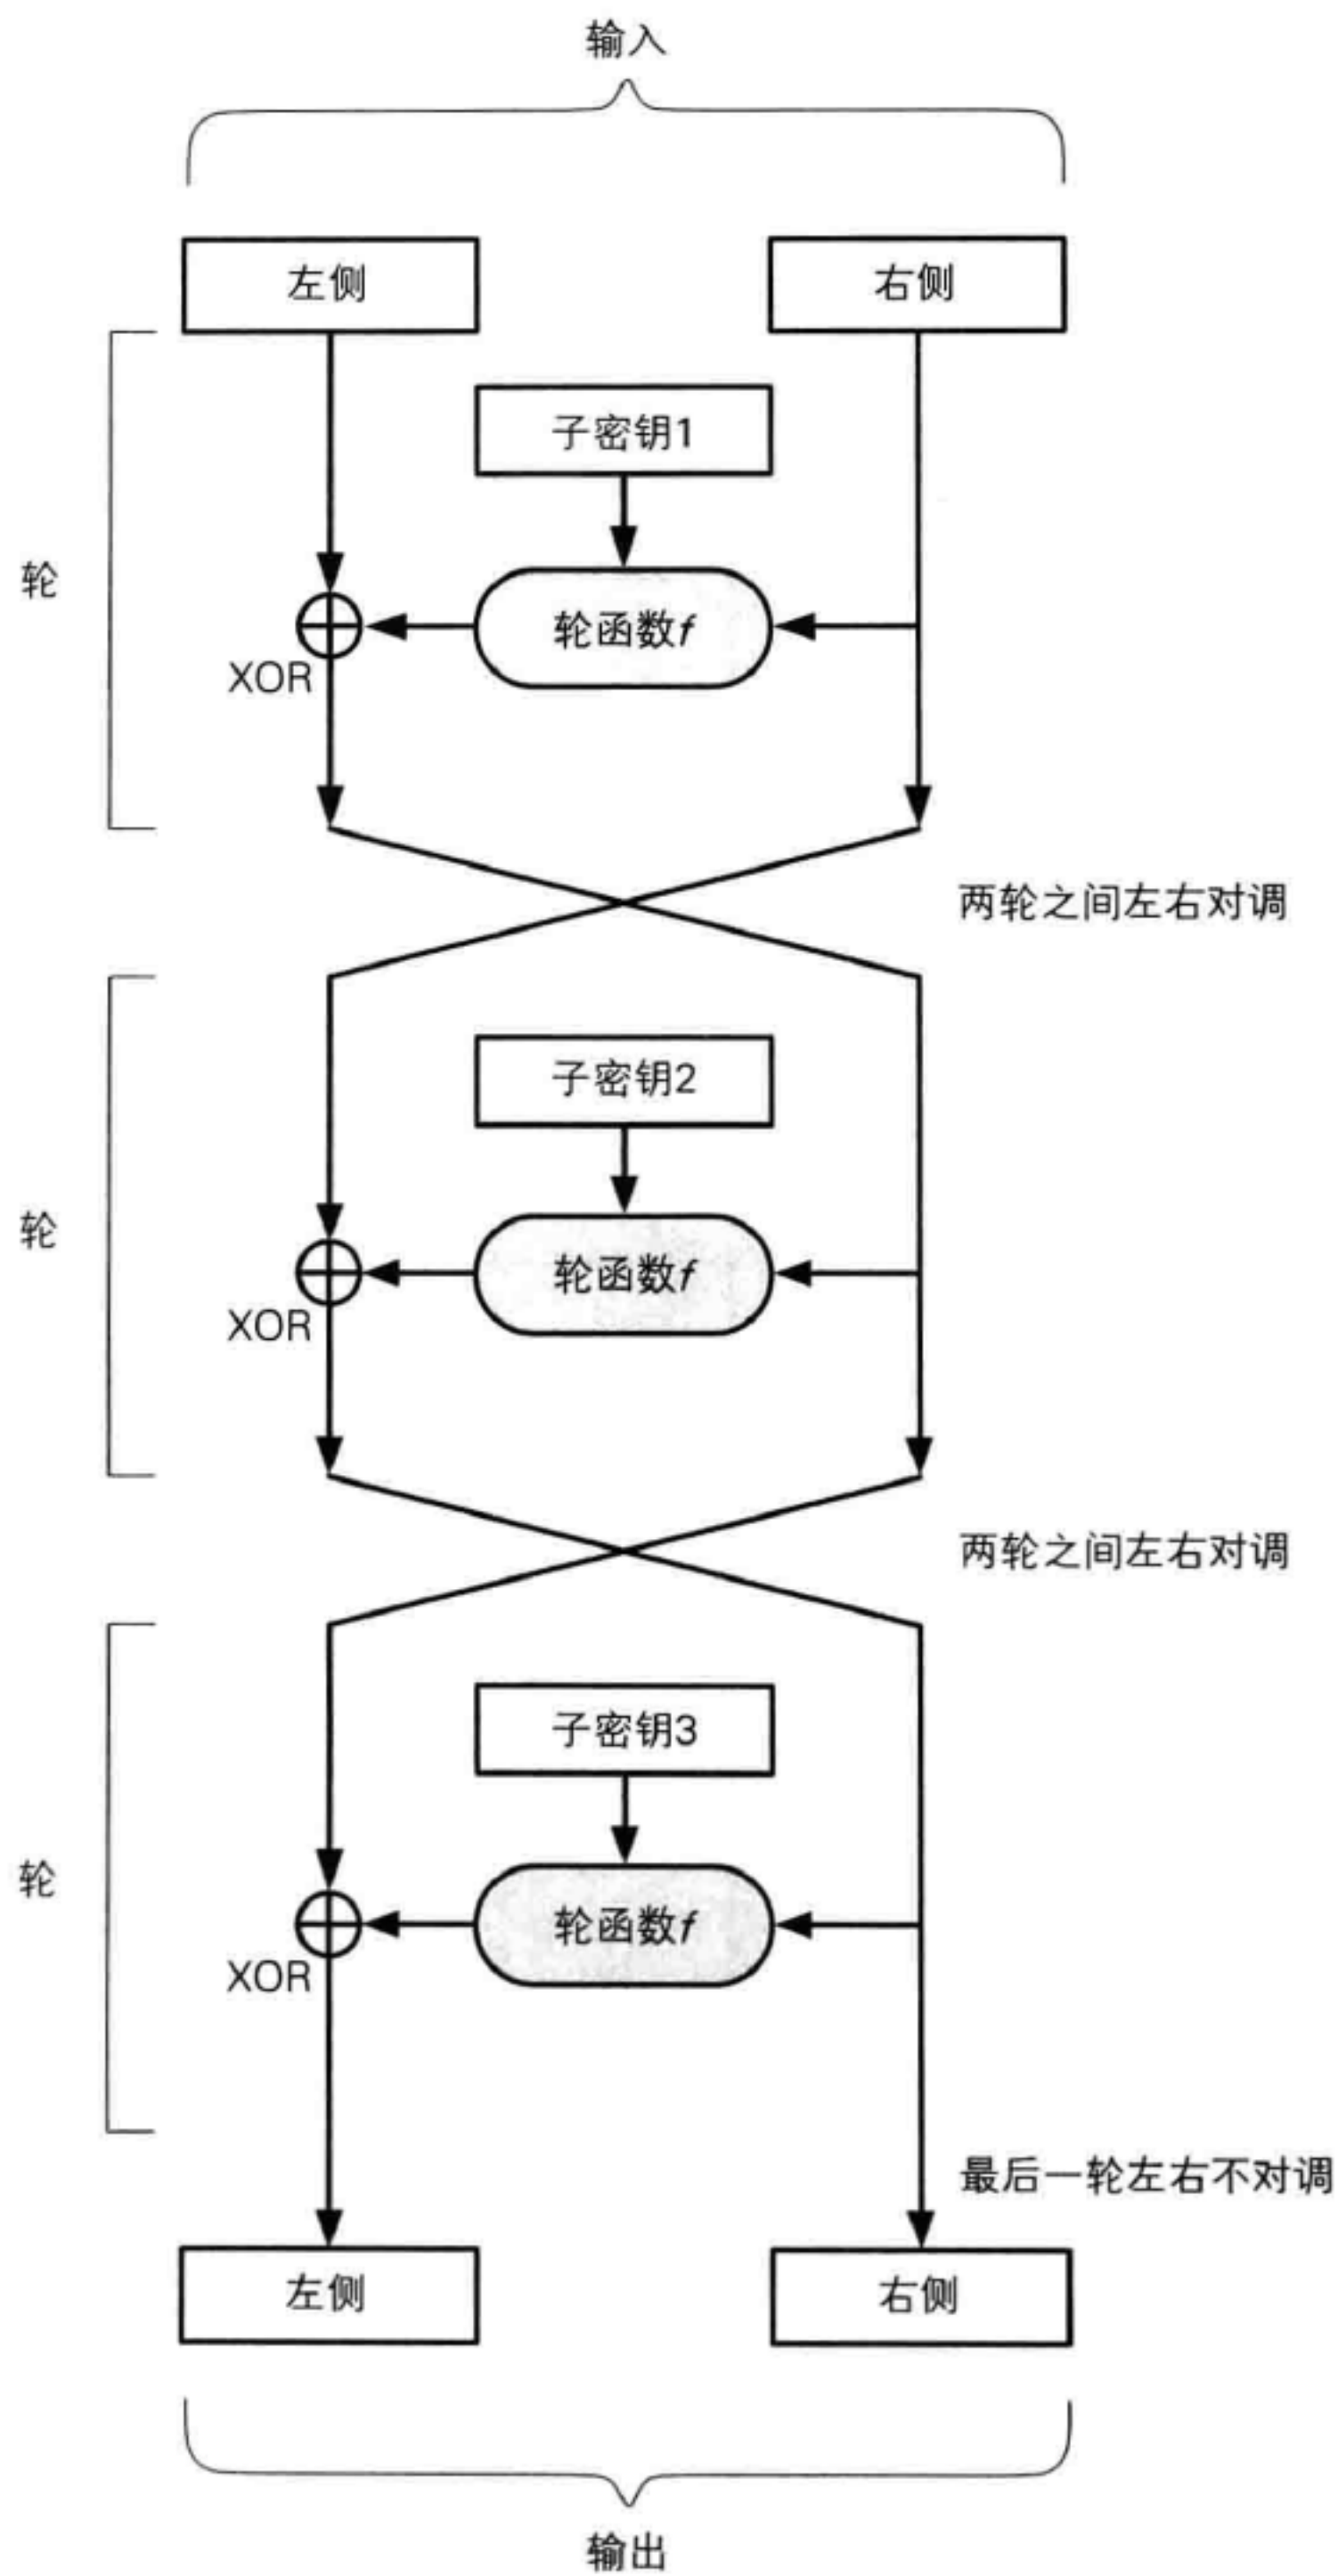 输入
左侧
右侧
子密钥1
轮
轮函数f
XOR
两轮之间左右对调
子密钥2
轮
轮函数f
XOR
两轮之间左右对调
子密钥3
轮
轮函数f
XOR
最后一轮左右不对调
左侧
右侧
输出